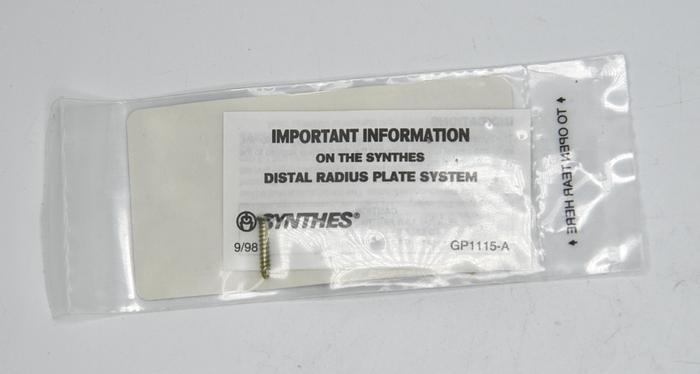 IMPORTANT INFORMATION
ON THE SYNTHES
DISTAL RADIUS PLATE SYSTEM
SYNTHES®
9/98
GP1115-A
TO OPEN TEAR HERE